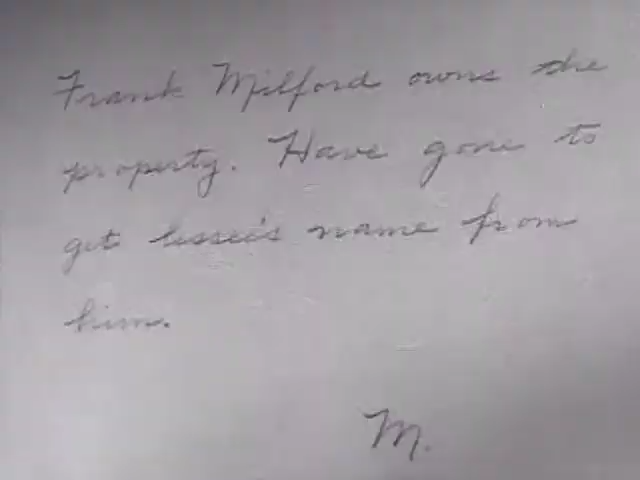 Frank Milford owns the
property. Have gone to
get lessee's name from
him.
M.